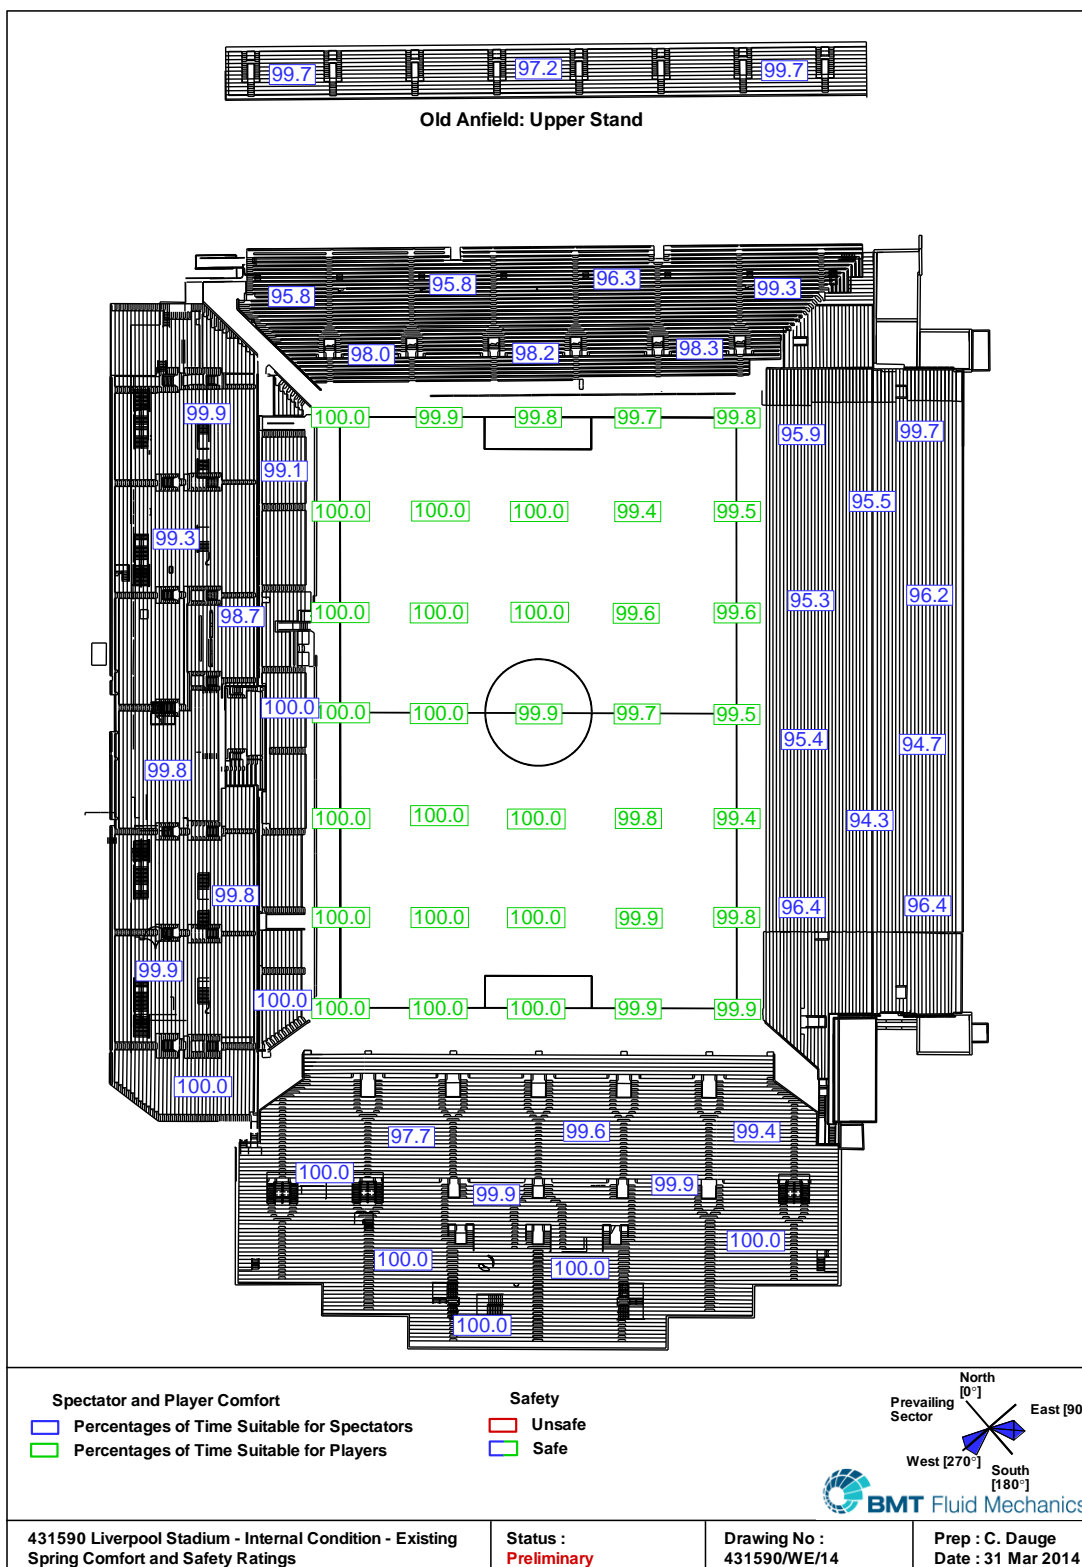 99.7 97.2 99.7
Old Anfield: Upper Stand
95.8 95.8 96.3 99.3
98.0 98.2 98.3
99.9
99.1
99.3
98.7
100.0
99.8
99.8
99.9
100.0
100.0
100.0 99.9 99.8 99.7 99.8
100.0 100.0 100.0 99.4 99.5
100.0 100.0 100.0 99.6 99.6
100.0 100.0 99.9 99.7 99.5
100.0 100.0 100.0 99.8 99.4
100.0 100.0 100.0 99.9 99.8
100.0 100.0 100.0 99.9 99.9
95.9 99.7
95.5
95.3 96.2
95.4 94.7
94.3
96.4 96.4
97.7 99.6 99.4
100.0 99.9 99.9
100.0 100.0 100.0
100.0
Spectator and Player Comfort
Percentages of Time Suitable for Spectators
Percentages of Time Suitable for Players
Safety
Unsafe
Safe
North
[0°]
Prevailing
Sector
East [90
West [270°]
South
[180°]
BMT Fluid Mechanics
431590 Liverpool Stadium - Internal Condition - Existing
Spring Comfort and Safety Ratings
Status :
Preliminary
Drawing No :
431590/WE/14
Prep : C. Dauge
Date : 31 Mar 2014